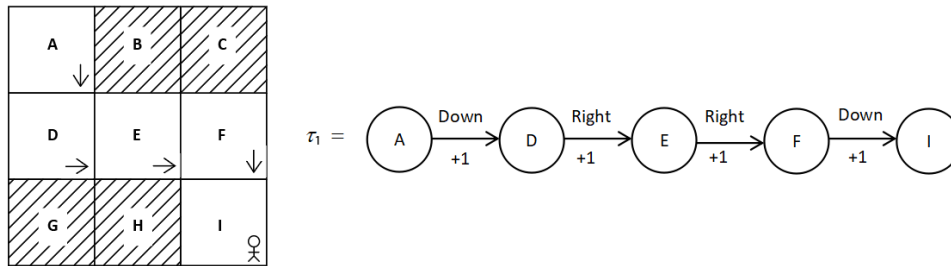 A B C
D E F
G H I
τ₁ =
A Down +1 D Right +1 E Right +1 F Down +1 I